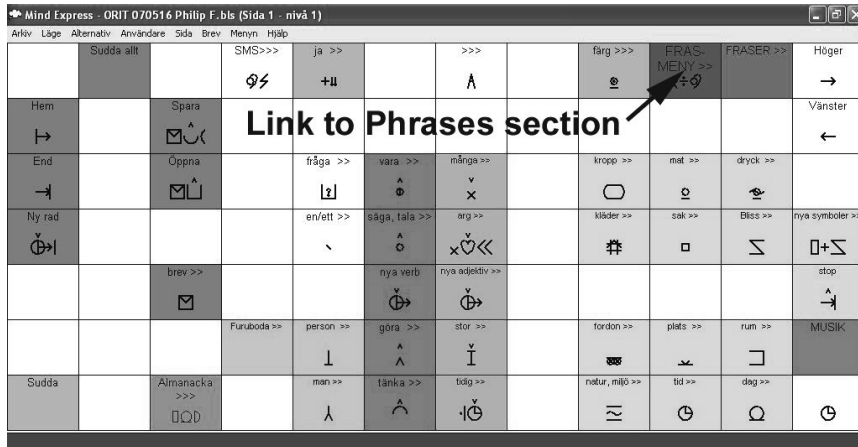 Mind Express - ORIT 070516 Philip F.bls (Sida 1 - nivå 1)
Arkiv Läge Alternativ Användare Sida Brev Menyn Hjälp
Sudda allt SMS>>> ja >> >>> färg >>> FRAS-MENY >> FRASER >> Höger
Hem Spara Vänster
Link to Phrases section
End Öppna fråga >> vara >> många >> kropp >> mat >> dryck >>
Ny rad en/ett >> säga, tala >> arg >> kläder >> sak >> Bliss >> nya symboler >>
brev >> nya verb nya adjektiv >> stop
Furuboda >> person >> göra >> stor >> fordon >> plats >> rum >> MUSIK
Sudda Almanacka >>> man >> tänka >> tidig >> natur, miljö >> tid >> dag >>